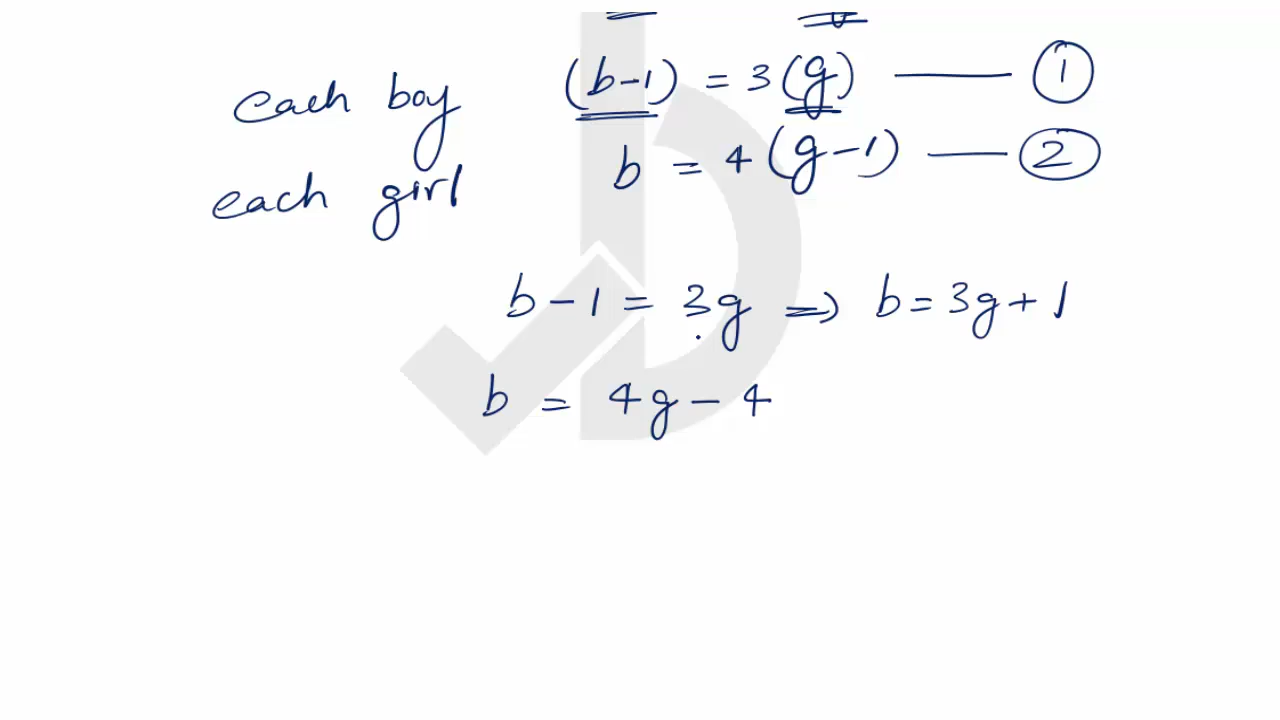 each boy (b-1) = 3(g) —— ①
each girl b = 4(g-1) —— ②
b - 1 = 3g ⇒ b = 3g + 1
b = 4g - 4